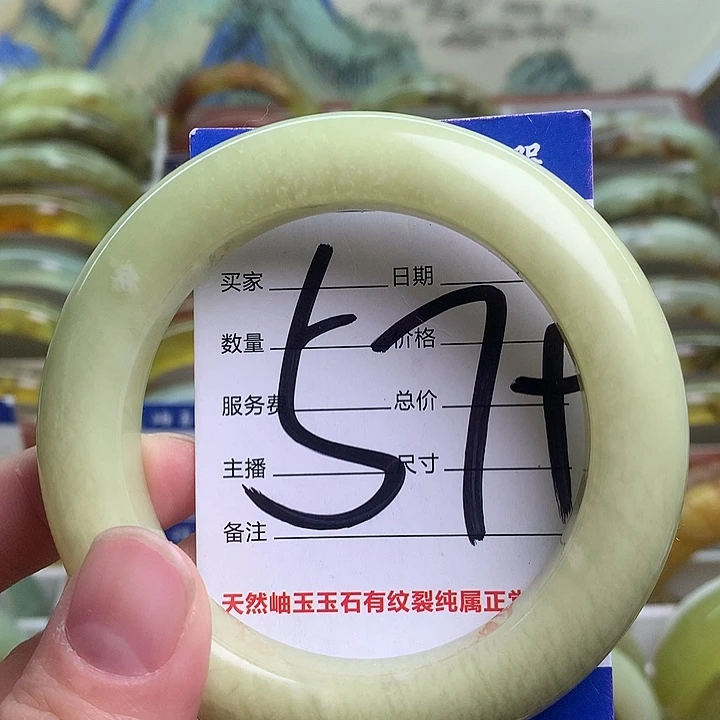 买家 日期
数量 价格
服务费 总价
主播 尺寸
备注
57+
天然岫玉玉石有纹裂纯属正常